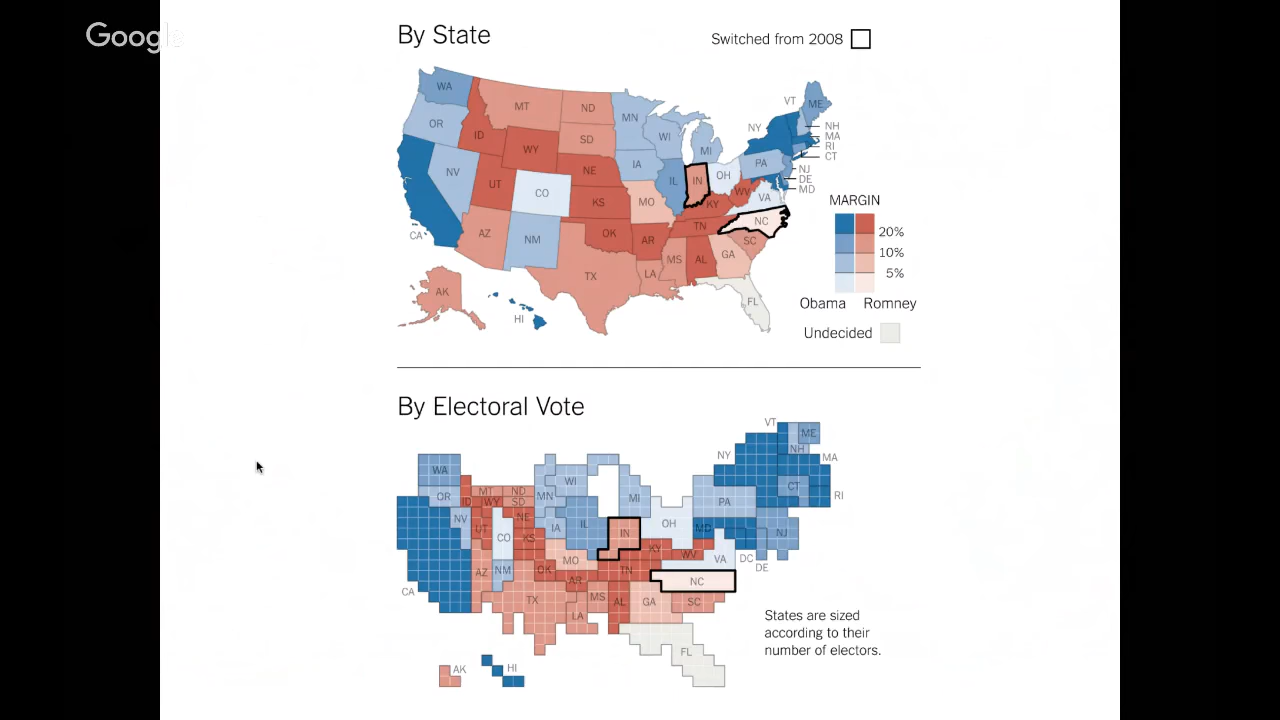 Google
By State
Switched from 2008
WA
MT
ND
MN
VT
ME
OR
ID
SD
WI
MI
NY
NH
MA
RI
CT
WY
IA
PA
NJ
DE
MD
NV
UT
NE
IL
IN
OH
CO
KS
MO
KY
WV
VA
MARGIN
CA
AZ
NM
OK
AR
TN
NC
20%
SC
10%
TX
LA
MS
AL
GA
5%
AK
HI
FL
Obama Romney
Undecided
By Electoral Vote
VT
ME
WA
NY
NH
MA
OR
ID
MT
ND
WY
SD
MN
WI
MI
PA
CT
RI
NV
UT
CO
NE
KS
IA
IL
IN
OH
MD
NJ
CA
AZ
NM
OK
MO
KY
WV
VA
DC
DE
AR
TN
NC
TX
LA
MS
AL
GA
SC
States are sized
according to their
number of electors.
FL
AK
HI